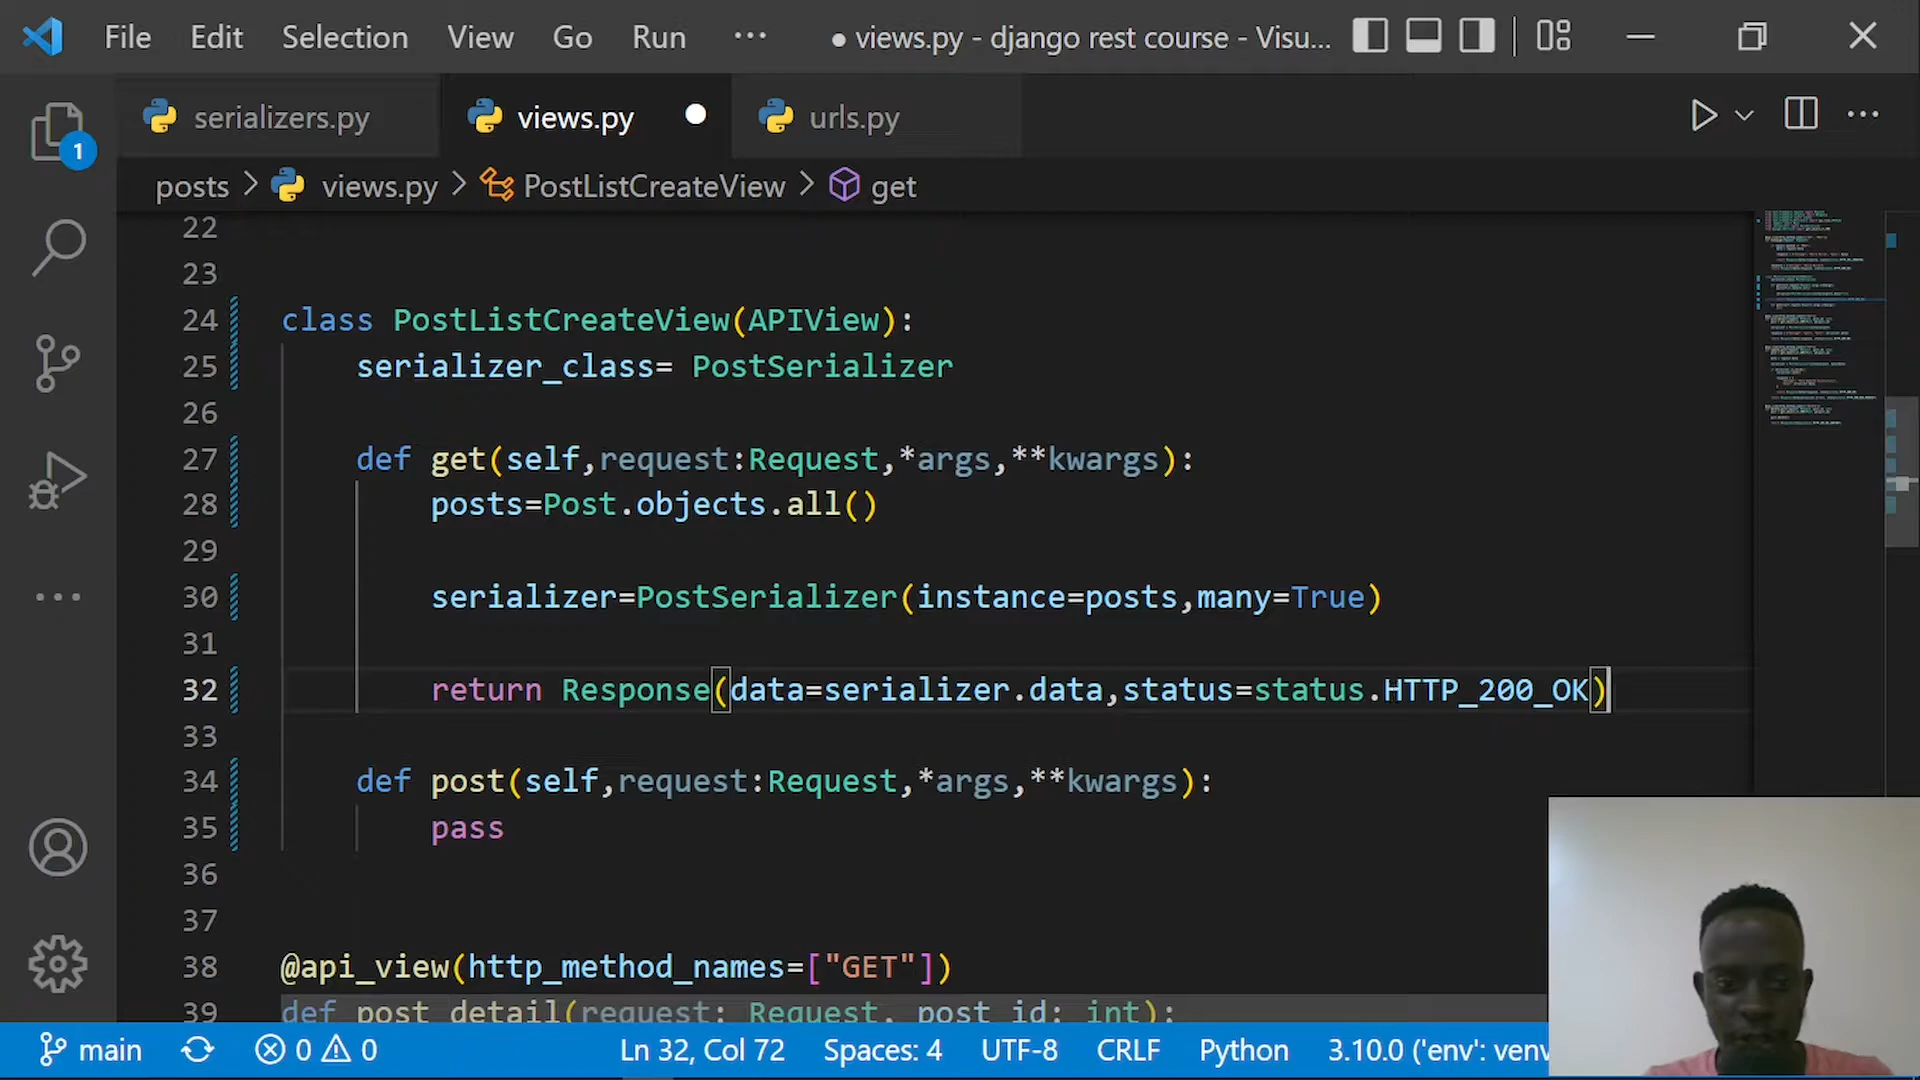 File Edit Selection View Go Run ··· ● views.py - django rest course - Visu...
serializers.py views.py urls.py
1
posts > views.py > PostListCreateView > get
22
23
24 class PostListCreateView(APIView):
25 serializer_class= PostSerializer
26
27 def get(self,request:Request,*args,**kwargs):
28 posts=Post.objects.all()
29
30 serializer=PostSerializer(instance=posts,many=True)
31
32 return Response(data=serializer.data,status=status.HTTP_200_OK)
33
34 def post(self,request:Request,*args,**kwargs):
35 pass
36
37
38 @api_view(http_method_names=["GET"])
39 def post_detail(request: Request, post_id: int):
main 0 0 Ln 32, Col 72 Spaces: 4 UTF-8 CRLF Python 3.10.0 ('env': venv